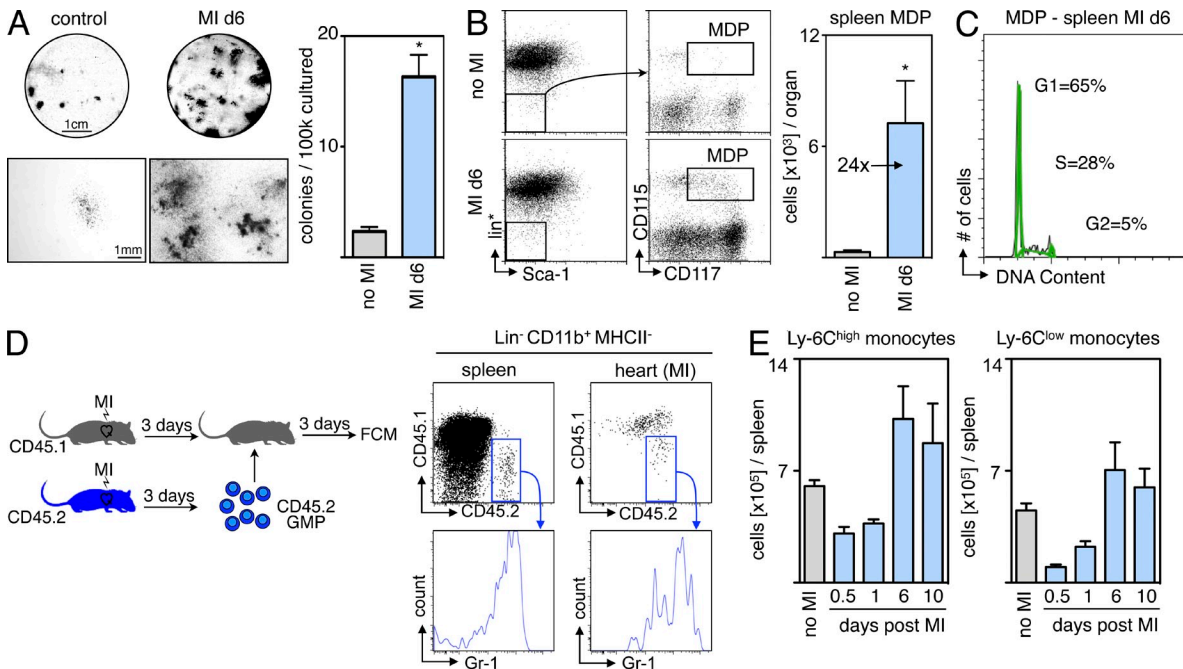 A
control
MI d6
1cm
1mm
colonies / 100k cultured
20
10
0
*
no MI
MI d6
B
no MI
MI d6
MDP
MDP
lin*
Sca-1
CD115
CD117
spleen MDP
cells [x10³] / organ
12
6
0
*
24x
no MI
MI d6
C
MDP - spleen MI d6
G1=65%
S=28%
G2=5%
# of cells
DNA Content
D
MI
CD45.1
3 days
3 days
FCM
MI
CD45.2
3 days
CD45.2
GMP
Lin⁻ CD11b⁺ MHCII⁻
spleen
heart (MI)
CD45.1
CD45.2
CD45.1
CD45.2
count
Gr-1
count
Gr-1
E
Ly-6Chigh monocytes
cells [x10⁵] / spleen
14
7
0
no MI
0.5 1 6 10
days post MI
Ly-6Clow monocytes
cells [x10⁵] / spleen
14
7
0
no MI
0.5 1 6 10
days post MI